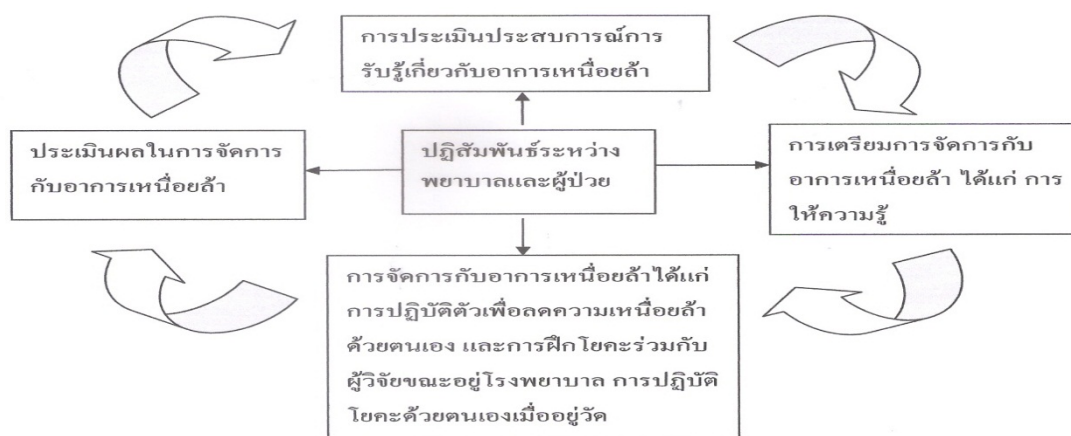 การประเมินประสบการณ์การ
รับรู้เกี่ยวกับอาการเหนื่อยล้า
ประเมินผลในการจัดการ
กับอาการเหนื่อยล้า
ปฏิสัมพันธ์ระหว่าง
พยาบาลและผู้ป่วย
การเตรียมการจัดการกับ
อาการเหนื่อยล้า ได้แก่ การ
ให้ความรู้
การจัดการกับอาการเหนื่อยล้าได้แก่
การปฏิบัติตัวเพื่อลดความเหนื่อยล้า
ด้วยตนเอง และการฝึกโยคะร่วมกับ
ผู้วิจัยขณะอยู่โรงพยาบาล การปฏิบัติ
โยคะด้วยตนเองเมื่ออยู่วัด